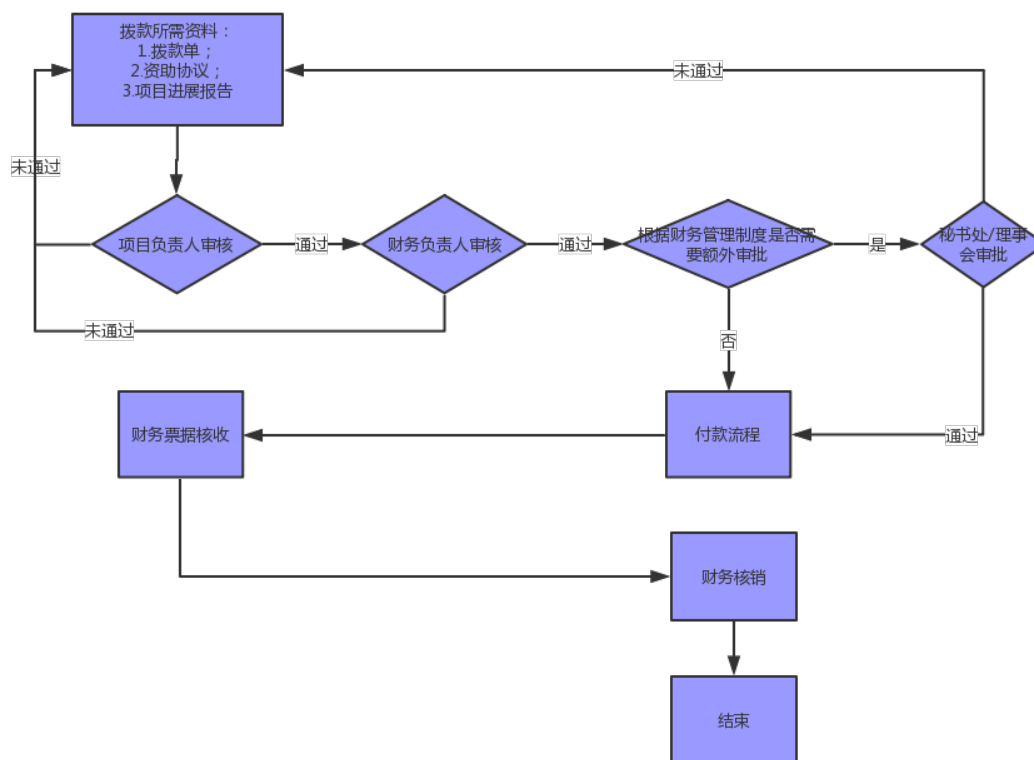 拨款所需资料：
1.拨款单；
2.资助协议；
3.项目进展报告
未通过
未通过
项目负责人审核
通过
财务负责人审核
通过
根据财务管理制度是否需
要额外审批
是
秘书处/理事
会审批
未通过
否
财务票据核收
付款流程
通过
财务核销
结束